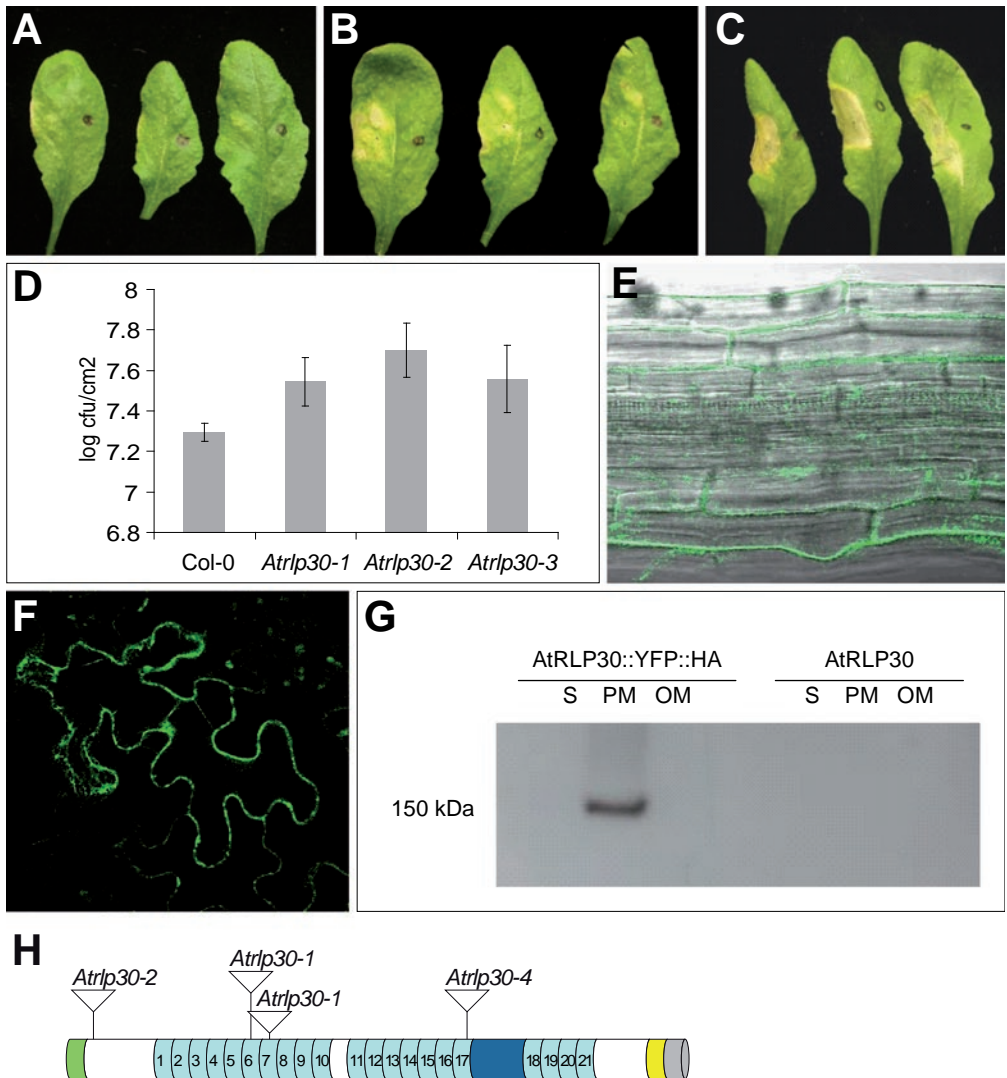 A
B
C
D
8
7.8
7.6
7.4
7.2
7
6.8
log cfu/cm2
Col-0 Atrlp30-1 Atrlp30-2 Atrlp30-3
E
F
G
AtRLP30::YFP::HA AtRLP30
S PM OM S PM OM
150 kDa
H
Atrlp30-1
Atrlp30-2 Atrlp30-4
Atrlp30-1
1 2 3 4 5 6 7 8 9 10 11 12 13 14 15 16 17 18 19 20 21